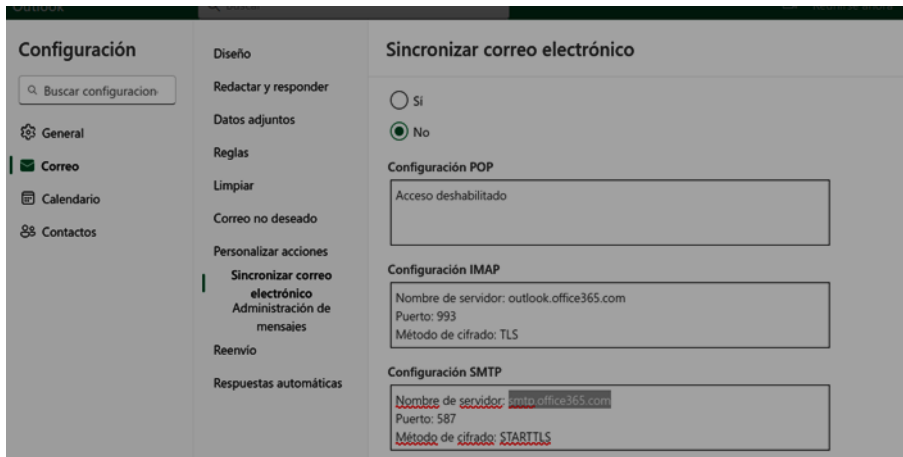 Outlook
Buscar
Configuración
Buscar configuracion
General
Correo
Calendario
Contactos
Diseño
Redactar y responder
Datos adjuntos
Reglas
Limpiar
Correo no deseado
Personalizar acciones
Sincronizar correo
electrónico
Administración de
mensajes
Reenvío
Respuestas automáticas
Sincronizar correo electrónico
Sí
No
Configuración POP
Acceso deshabilitado
Configuración IMAP
Nombre de servidor: outlook.office365.com
Puerto: 993
Método de cifrado: TLS
Configuración SMTP
Nombre de servidor: smtp.office365.com
Puerto: 587
Método de cifrado: STARTTLS